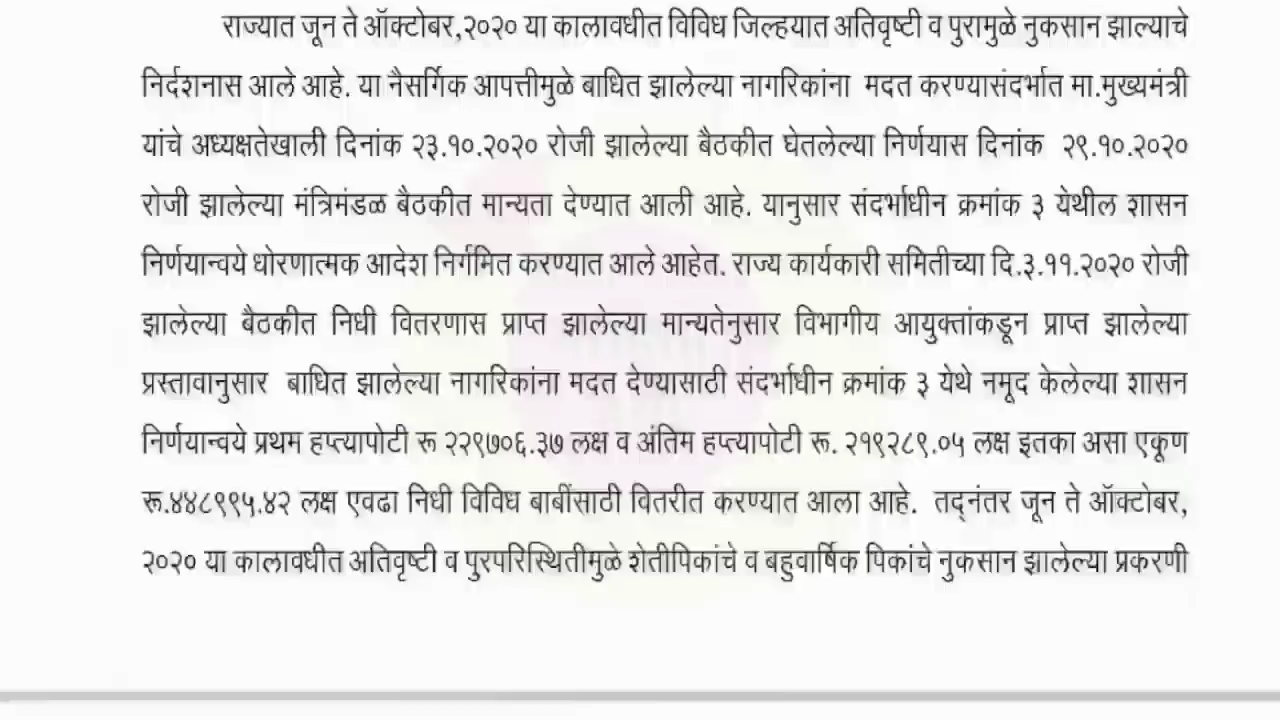 राज्यात जून ते ऑक्टोबर,२०२० या कालावधीत विविध जिल्हयात अतिवृष्टी व पुरामुळे नुकसान झाल्याचे
निर्दशनास आले आहे. या नैसर्गिक आपत्तीमुळे बाधित झालेल्या नागरिकांना मदत करण्यासंदर्भात मा.मुख्यमंत्री
यांचे अध्यक्षतेखाली दिनांक २३.१०.२०२० रोजी झालेल्या बैठकीत घेतलेल्या निर्णयास दिनांक २९.१०.२०२०
रोजी झालेल्या मंत्रिमंडळ बैठकीत मान्यता देण्यात आली आहे. यानुसार संदर्भाधीन क्रमांक ३ येथील शासन
निर्णयान्वये धोरणात्मक आदेश निर्गमित करण्यात आले आहेत. राज्य कार्यकारी समितीच्या दि.३.११.२०२० रोजी
झालेल्या बैठकीत निधी वितरणास प्राप्त झालेल्या मान्यतेनुसार विभागीय आयुक्तांकडून प्राप्त झालेल्या
प्रस्तावानुसार बाधित झालेल्या नागरिकांना मदत देण्यासाठी संदर्भाधीन क्रमांक ३ येथे नमूद केलेल्या शासन
निर्णयान्वये प्रथम हप्त्यापोटी रू २२९७०६.३७ लक्ष व अंतिम हप्त्यापोटी रू. २१९२८९.०५ लक्ष इतका असा एकूण
रू.४४८९९५.४२ लक्ष एवढा निधी विविध बाबींसाठी वितरीत करण्यात आला आहे. तद्नंतर जून ते ऑक्टोबर,
२०२० या कालावधीत अतिवृष्टी व पुरपरिस्थितीमुळे शेतीपिकांचे व बहुवार्षिक पिकांचे नुकसान झालेल्या प्रकरणी